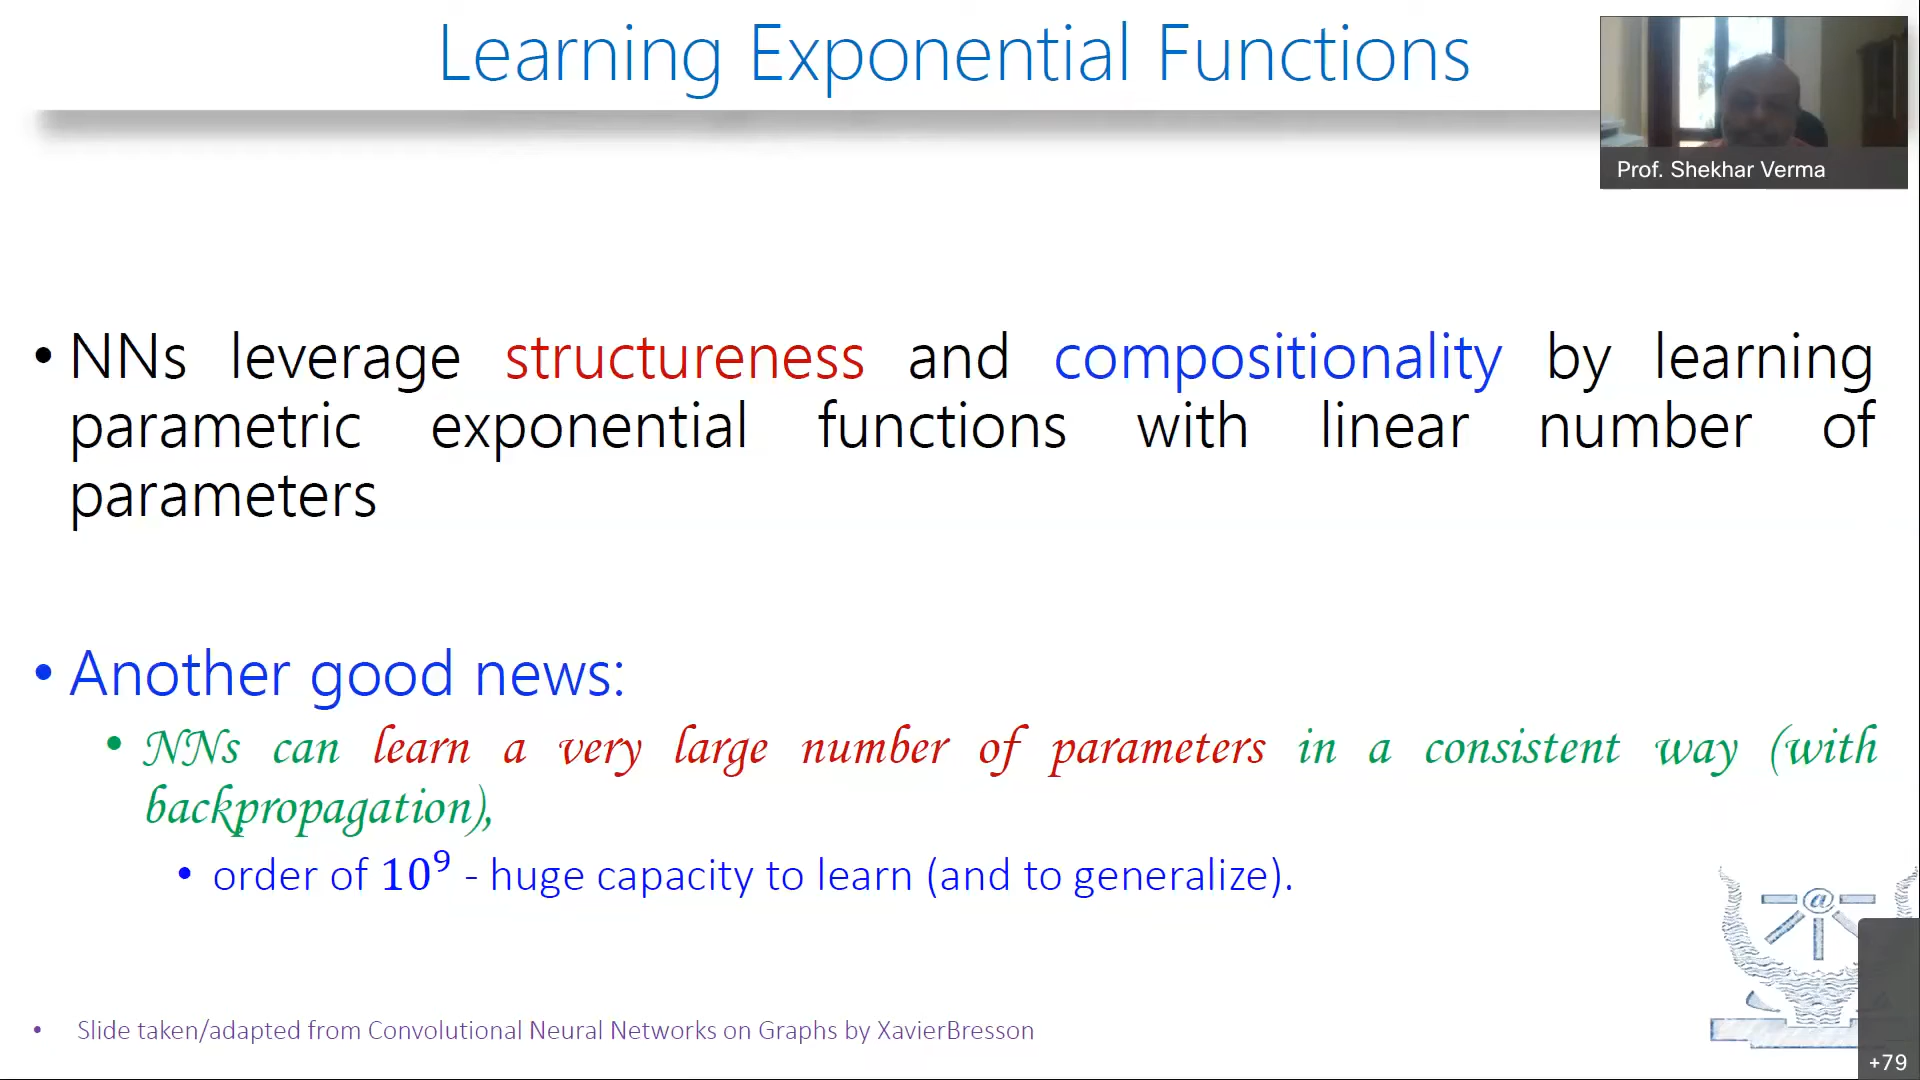 Learning Exponential Functions
Prof. Shekhar Verma
• NNs leverage structureness and compositionality by learning
parametric exponential functions with linear number of
parameters
• Another good news:
• NNs can learn a very large number of parameters in a consistent way (with
backpropagation),
• order of 10⁹ - huge capacity to learn (and to generalize).
• Slide taken/adapted from Convolutional Neural Networks on Graphs by XavierBresson
@
+79